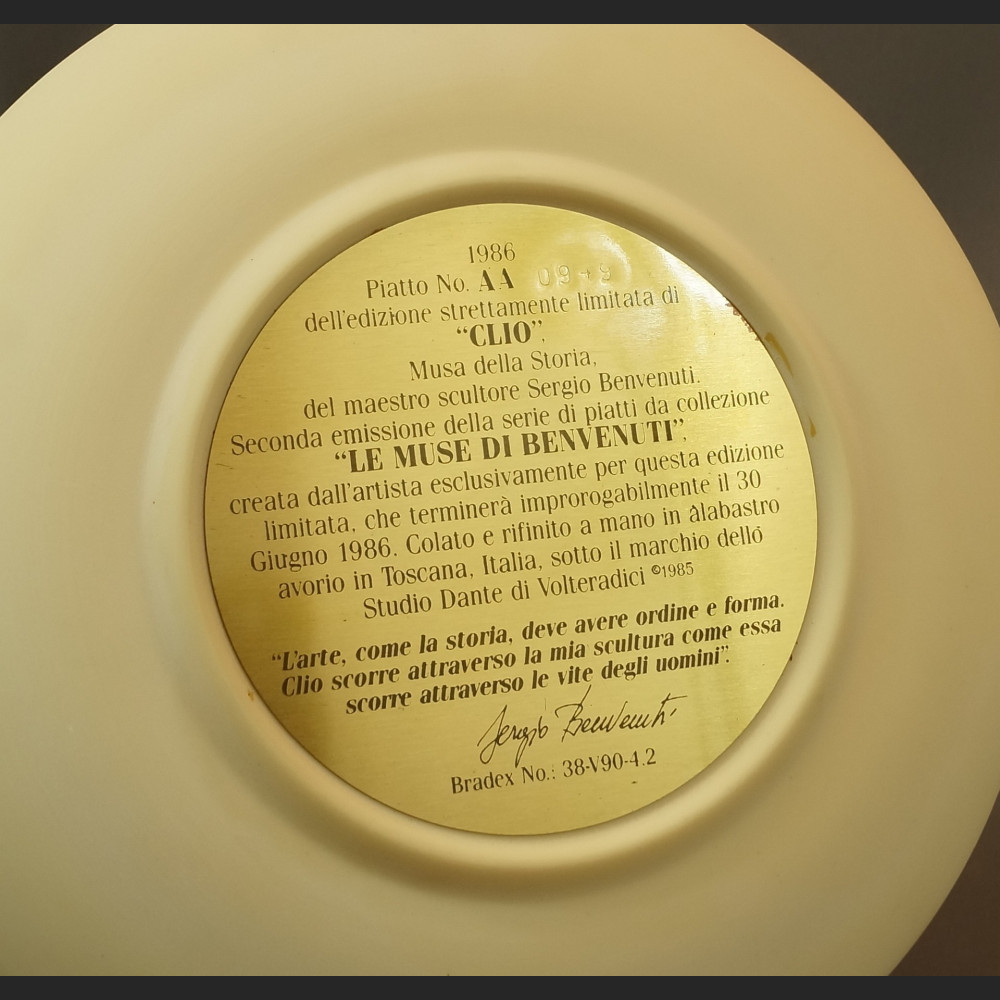 1986
Piatto No. AA
dell'edizione strettamente limitata di
"CLIO",
Musa della Storia,
del maestro scultore Sergio Benvenuti.
Seconda emissione della serie di piatti da collezione
"LE MUSE DI BENVENUTI",
creata dall'artista esclusivamente per questa edizione
limitata, che terminerà improrogabilmente il 30
Giugno 1986. Colato e rifinito a mano in alabastro
avorio in Toscana, Italia, sotto il marchio dello
Studio Dante di Volteradici ©1985
"L'arte, come la storia, deve avere ordine e forma.
Clio scorre attraverso la mia scultura come essa
scorre attraverso le vite degli uomini".
Sergio Benvenuti
Bradex No.: 38-V90-4.2